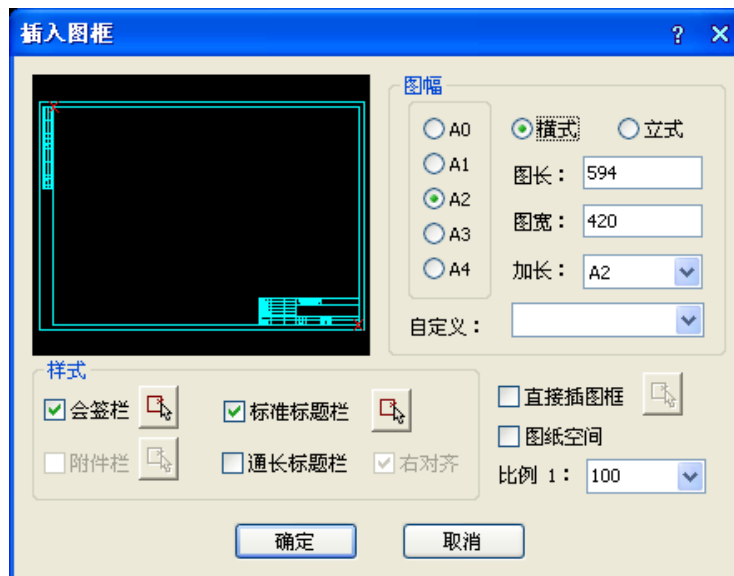 插入图框
图幅
A0
横式
立式
A1
图长：
594
A2
图宽：
420
A3
A4
加长：
A2
自定义：
样式
会签栏
标准标题栏
直接插图框
图纸空间
附件栏
通长标题栏
右对齐
比例 1：
100
确定
取消